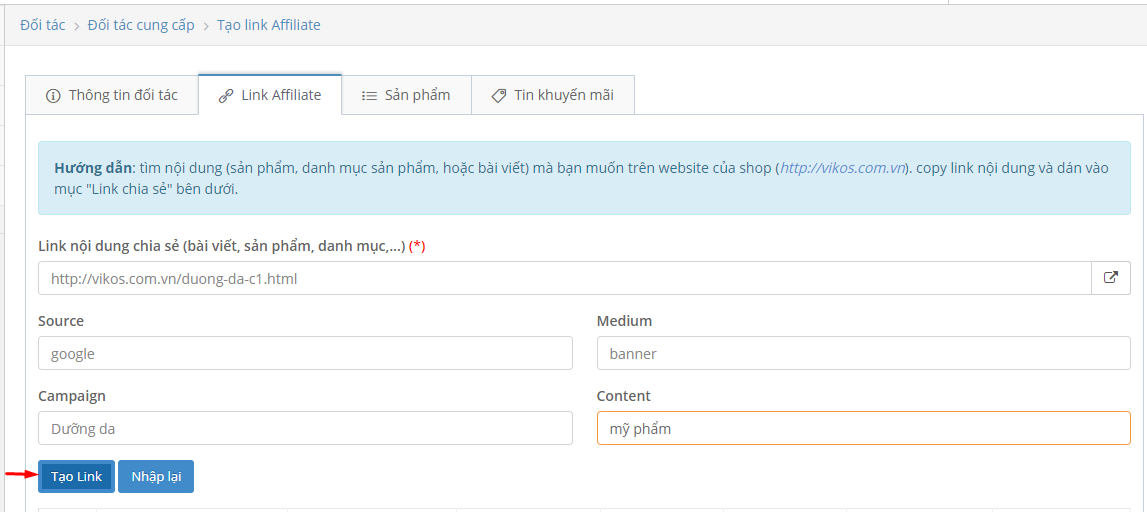 Đối tác > Đối tác cung cấp > Tạo link Affiliate
Thông tin đối tác Link Affiliate Sản phẩm Tin khuyến mãi
Hướng dẫn: tìm nội dung (sản phẩm, danh mục sản phẩm, hoặc bài viết) mà bạn muốn trên website của shop (http://vikos.com.vn). copy link nội dung và dán vào
mục "Link chia sẻ" bên dưới.
Link nội dung chia sẻ (bài viết, sản phẩm, danh mục,...) (*)
http://vikos.com.vn/duong-da-c1.html
Source Medium
google banner
Campaign Content
Dưỡng da mỹ phẩm
Tạo Link Nhập lại